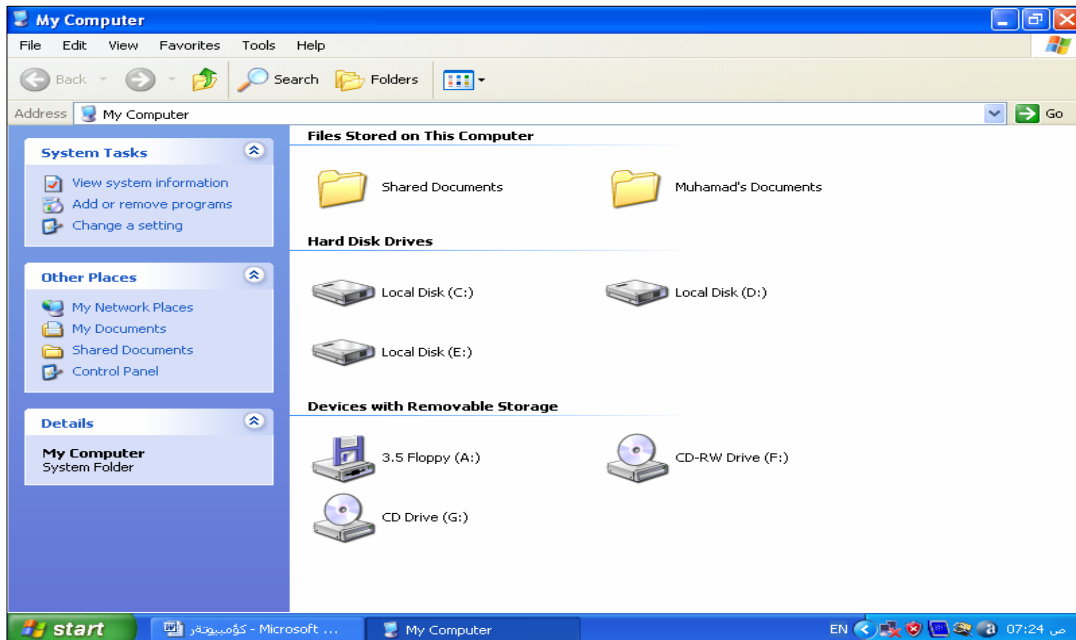 My Computer
File Edit View Favorites Tools Help
Back Search Folders
Address My Computer Go
System Tasks
View system information
Add or remove programs
Change a setting
Other Places
My Network Places
My Documents
Shared Documents
Control Panel
Details
My Computer
System Folder
Files Stored on This Computer
Shared Documents Muhamad's Documents
Hard Disk Drives
Local Disk (C:) Local Disk (D:)
Local Disk (E:)
Devices with Removable Storage
3.5 Floppy (A:) CD-RW Drive (F:)
CD Drive (G:)
start كؤمبيوتةر - Microsoft ... My Computer EN 07:24 ص